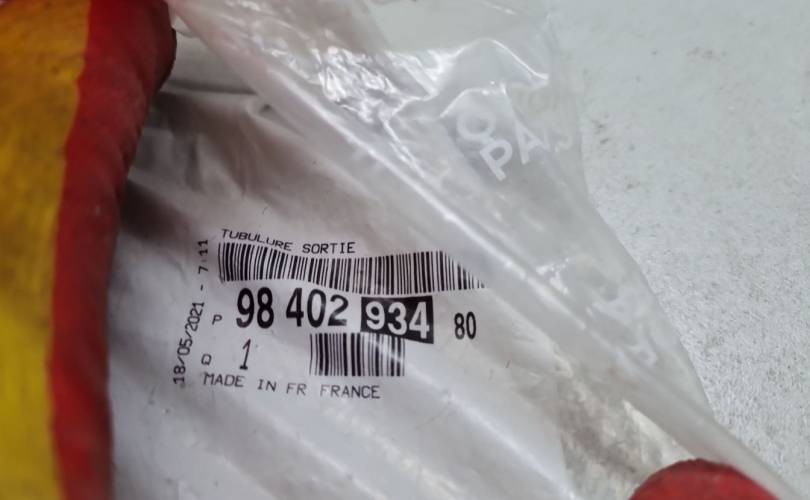 TUBULURE SORTIE
P 98 402 934 80
Q 1
MADE IN FR FRANCE
18/05/2021 - 7:11